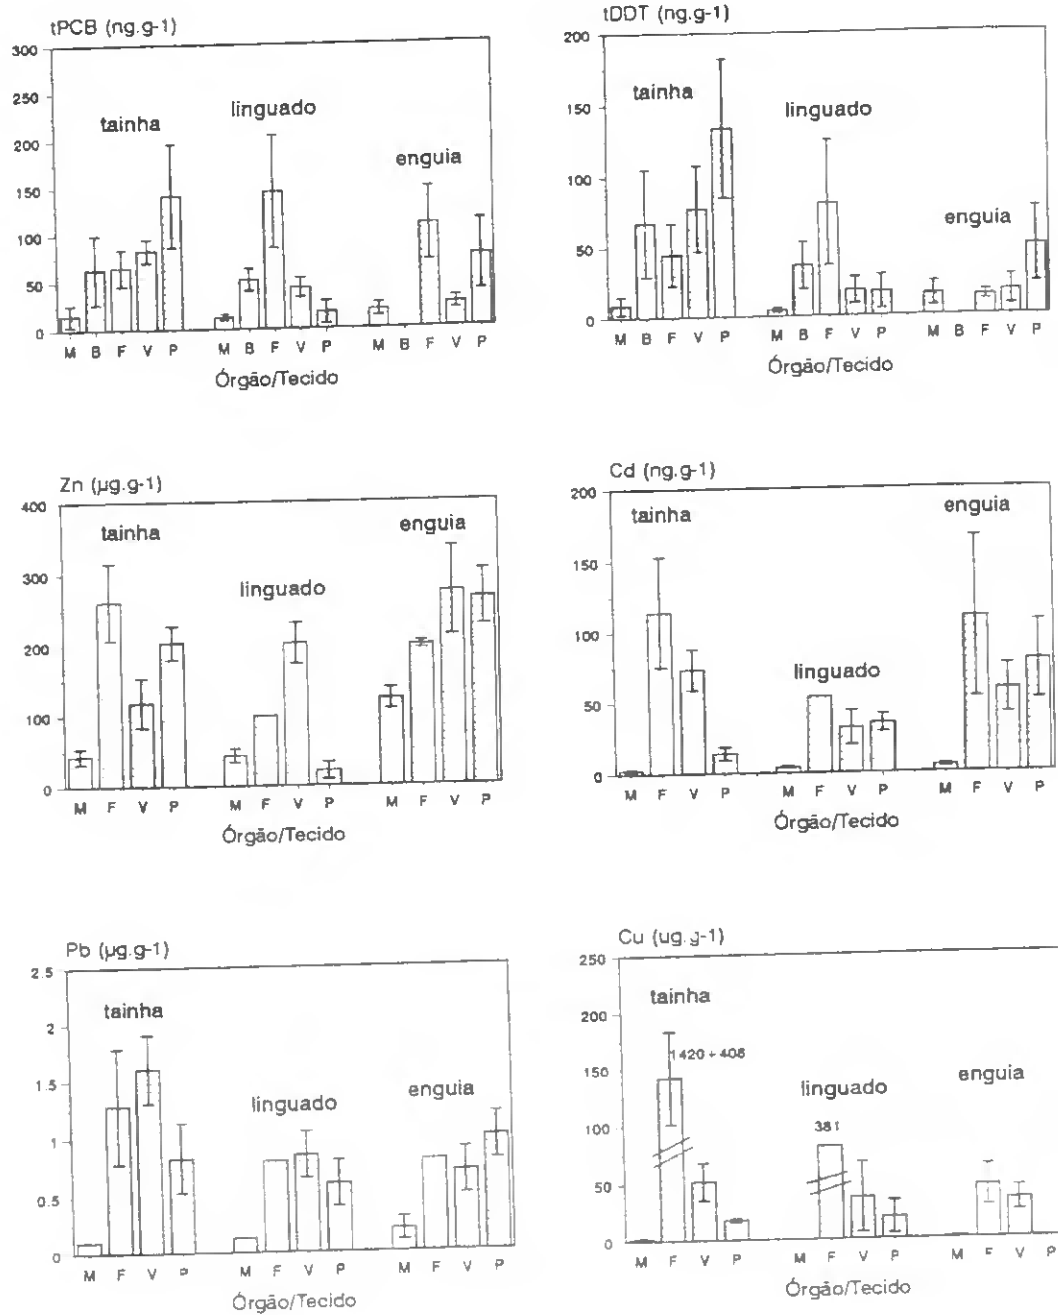 tPCB (ng.g-1)
300
250
200
150
100
50
0
tainha
linguado
enguia
M B F V P M B F V P M B F V P
Órgão/Tecido
tDDT (ng.g-1)
200
150
100
50
0
tainha
linguado
enguia
M B F V P M B F V P M B F V P
Órgão/Tecido
Zn (µg.g-1)
400
300
200
100
0
tainha
linguado
enguia
M F V P M F V P M F V P
Órgão/Tecido
Cd (ng.g-1)
200
150
100
50
0
tainha
linguado
enguia
M F V P M F V P M F V P
Órgão/Tecido
Pb (µg.g-1)
2.5
2
1.5
1
0.5
0
tainha
linguado
enguia
M F V P M F V P M F V P
Órgão/Tecido
Cu (ug.g-1)
250
200
150
100
50
0
tainha
1420 + 408
linguado
381
enguia
M F V P M F V P M F V P
Órgão/Tecido